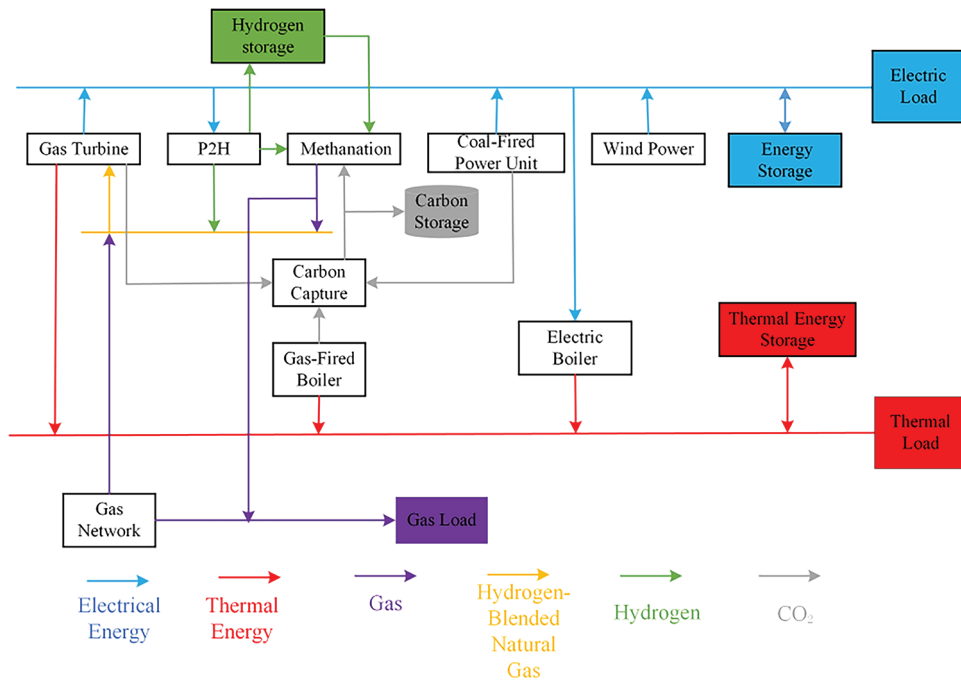 Hydrogen
storage
Electric
Load
Gas Turbine
P2H
Methanation
Coal-Fired
Power Unit
Wind Power
Energy
Storage
Carbon
Storage
Carbon
Capture
Thermal Energy
Storage
Electric
Boiler
Gas-Fired
Boiler
Thermal
Load
Gas
Network
Gas Load
Electrical
Energy
Thermal
Energy
Gas
Hydrogen-
Blended
Natural
Gas
Hydrogen
CO₂